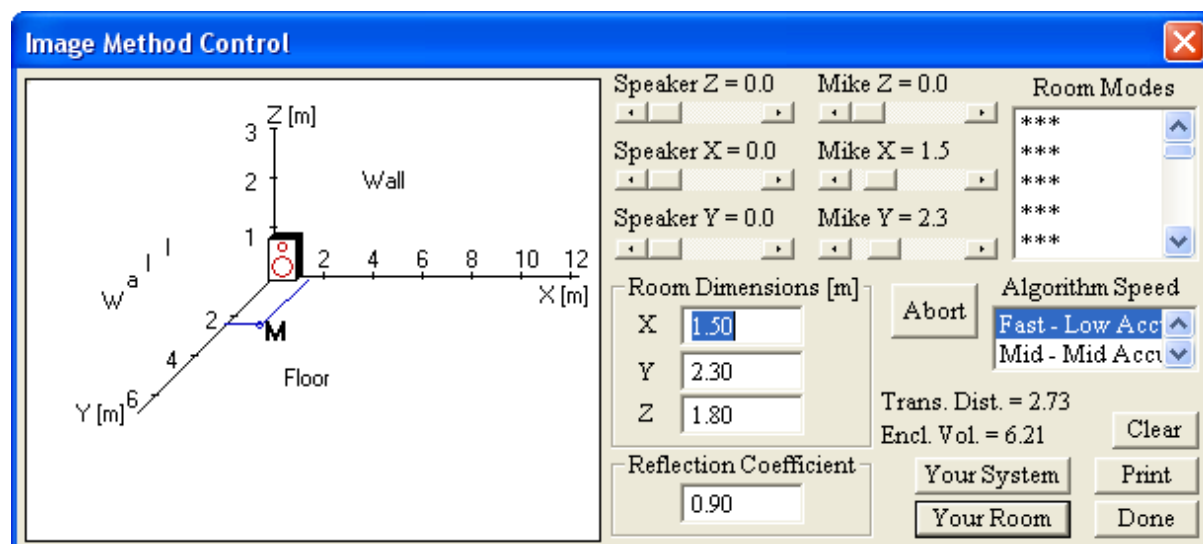 Image Method Control
Z [m]
3
2
1
Wall
Wall
2 4 6 8 10 12
X [m]
2
4
6
Y [m]
M
Floor
Speaker Z = 0.0
Mike Z = 0.0
Speaker X = 0.0
Mike X = 1.5
Speaker Y = 0.0
Mike Y = 2.3
Room Modes
***
***
***
***
***
Room Dimensions [m]
X 1.50
Y 2.30
Z 1.80
Reflection Coefficient
0.90
Abort
Algorithm Speed
Fast - Low Acc
Mid - Mid Accu
Trans. Dist. = 2.73
Encl. Vol. = 6.21
Clear
Your System
Print
Your Room
Done